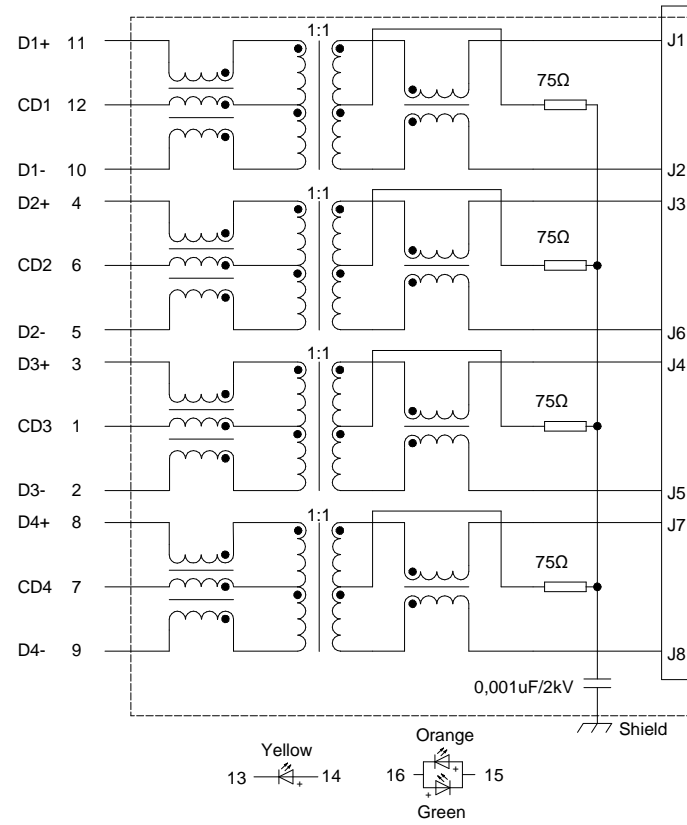 1:1
D1+ 11 J1
75Ω
CD1 12
D1- 10 J2
D2+ 4 1:1 J3
75Ω
CD2 6
D2- 5 J6
D3+ 3 1:1 J4
75Ω
CD3 1
D3- 2 J5
D4+ 8 1:1 J7
75Ω
CD4 7
D4- 9 J8
0,001uF/2kV
Shield
Yellow
13 + 14
Orange
16 + + 15
Green